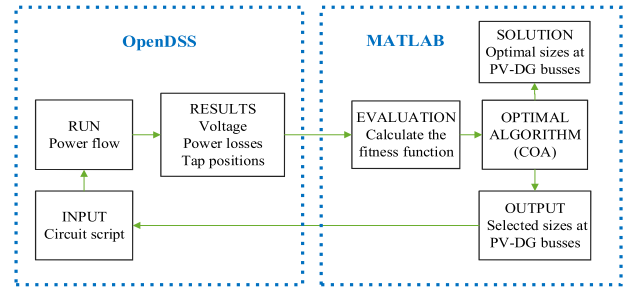 OpenDSS
RUN
Power flow
RESULTS
Voltage
Power losses
Tap positions
INPUT
Circuit script
MATLAB
SOLUTION
Optimal sizes at
PV-DG busses
EVALUATION
Calculate the
fitness function
OPTIMAL
ALGORITHM
(COA)
OUTPUT
Selected sizes at
PV-DG busses